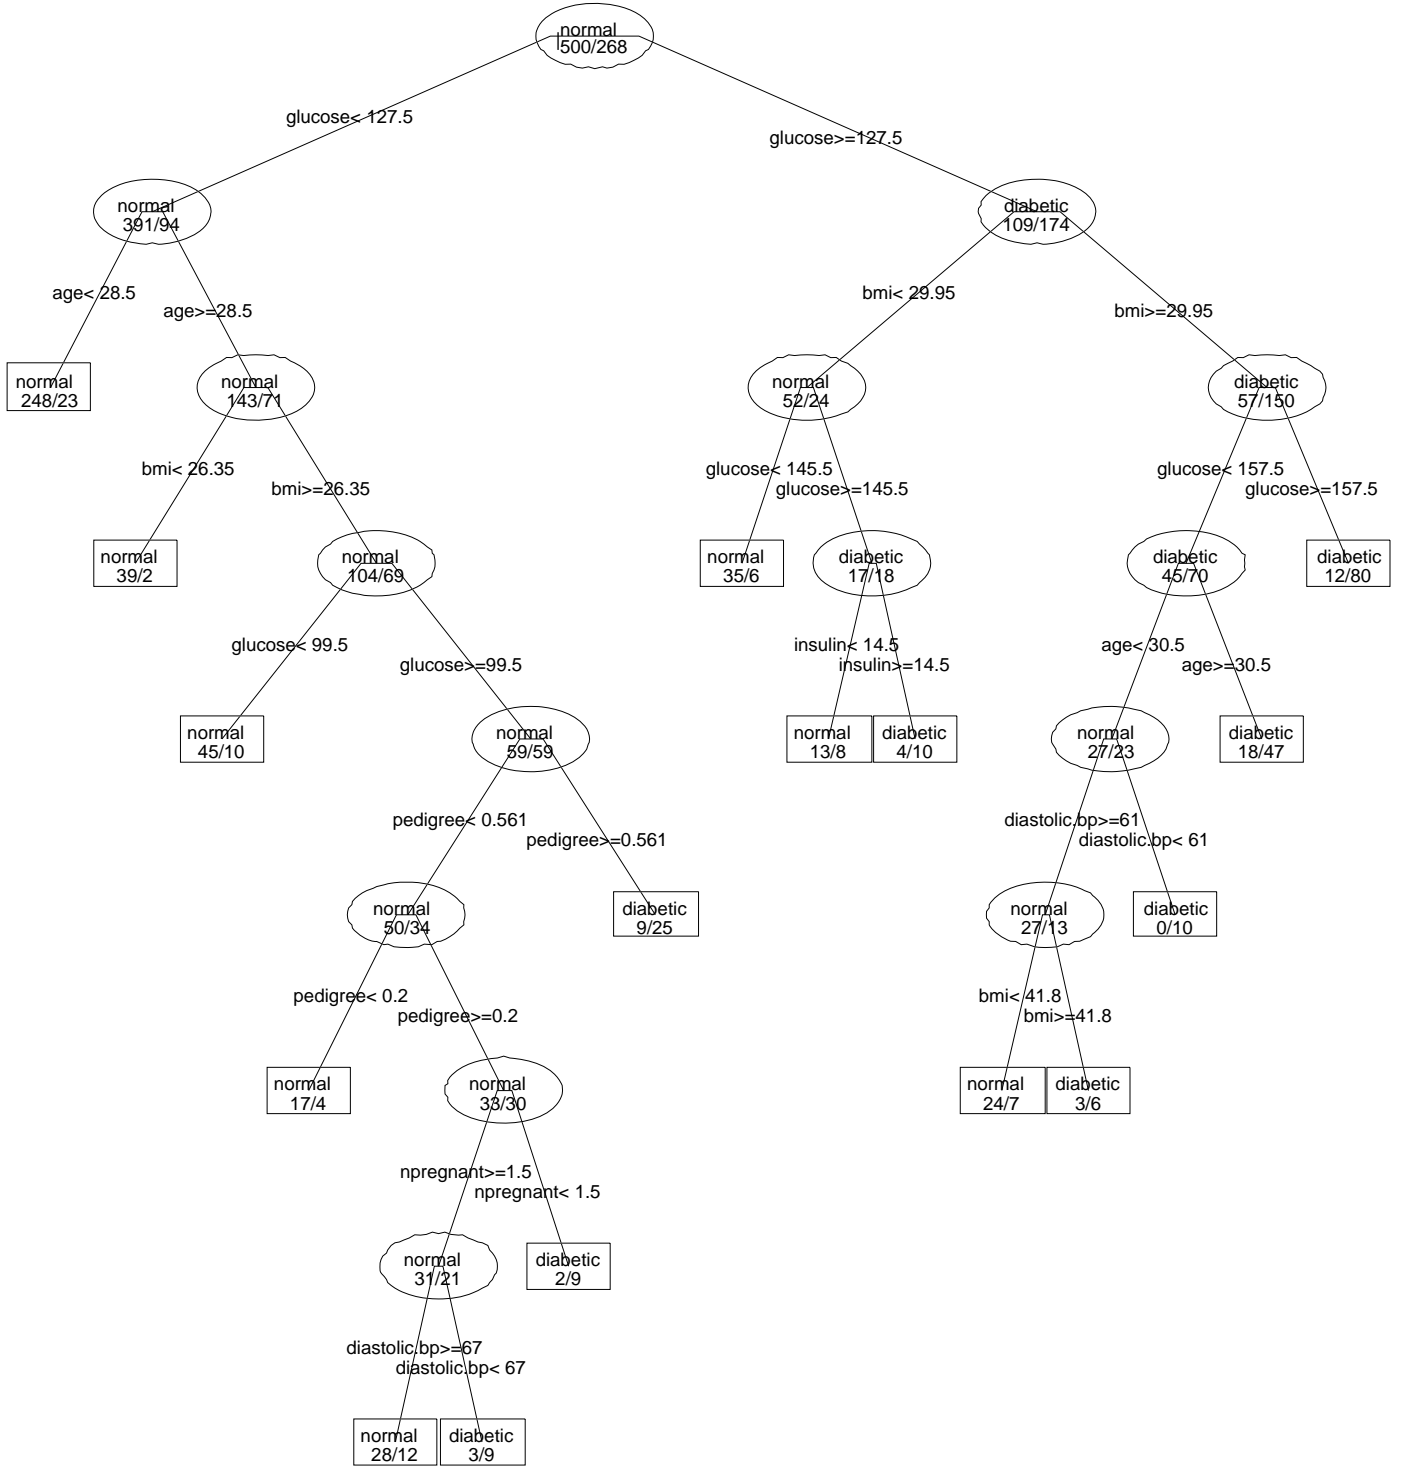 normal
500/268
glucose< 127.5
glucose>=127.5
normal
391/94
diabetic
109/174
age< 28.5
age>=28.5
bmi< 29.95
bmi>=29.95
normal
248/23
normal
143/71
normal
52/24
diabetic
57/150
bmi< 26.35
bmi>=26.35
glucose< 145.5
glucose>=145.5
glucose< 157.5
glucose>=157.5
normal
39/2
normal
104/69
normal
35/6
diabetic
17/18
diabetic
45/70
diabetic
12/80
glucose< 99.5
glucose>=99.5
insulin< 14.5
insulin>=14.5
age< 30.5
age>=30.5
normal
45/10
normal
59/59
normal
13/8
diabetic
4/10
normal
27/23
diabetic
18/47
pedigree< 0.561
pedigree>=0.561
diastolic.bp>=61
diastolic.bp< 61
normal
50/34
diabetic
9/25
normal
27/13
diabetic
0/10
pedigree< 0.2
pedigree>=0.2
bmi< 41.8
bmi>=41.8
normal
17/4
normal
33/30
normal
24/7
diabetic
3/6
npregnant>=1.5
npregnant< 1.5
normal
31/21
diabetic
2/9
diastolic.bp>=67
diastolic.bp< 67
normal
28/12
diabetic
3/9